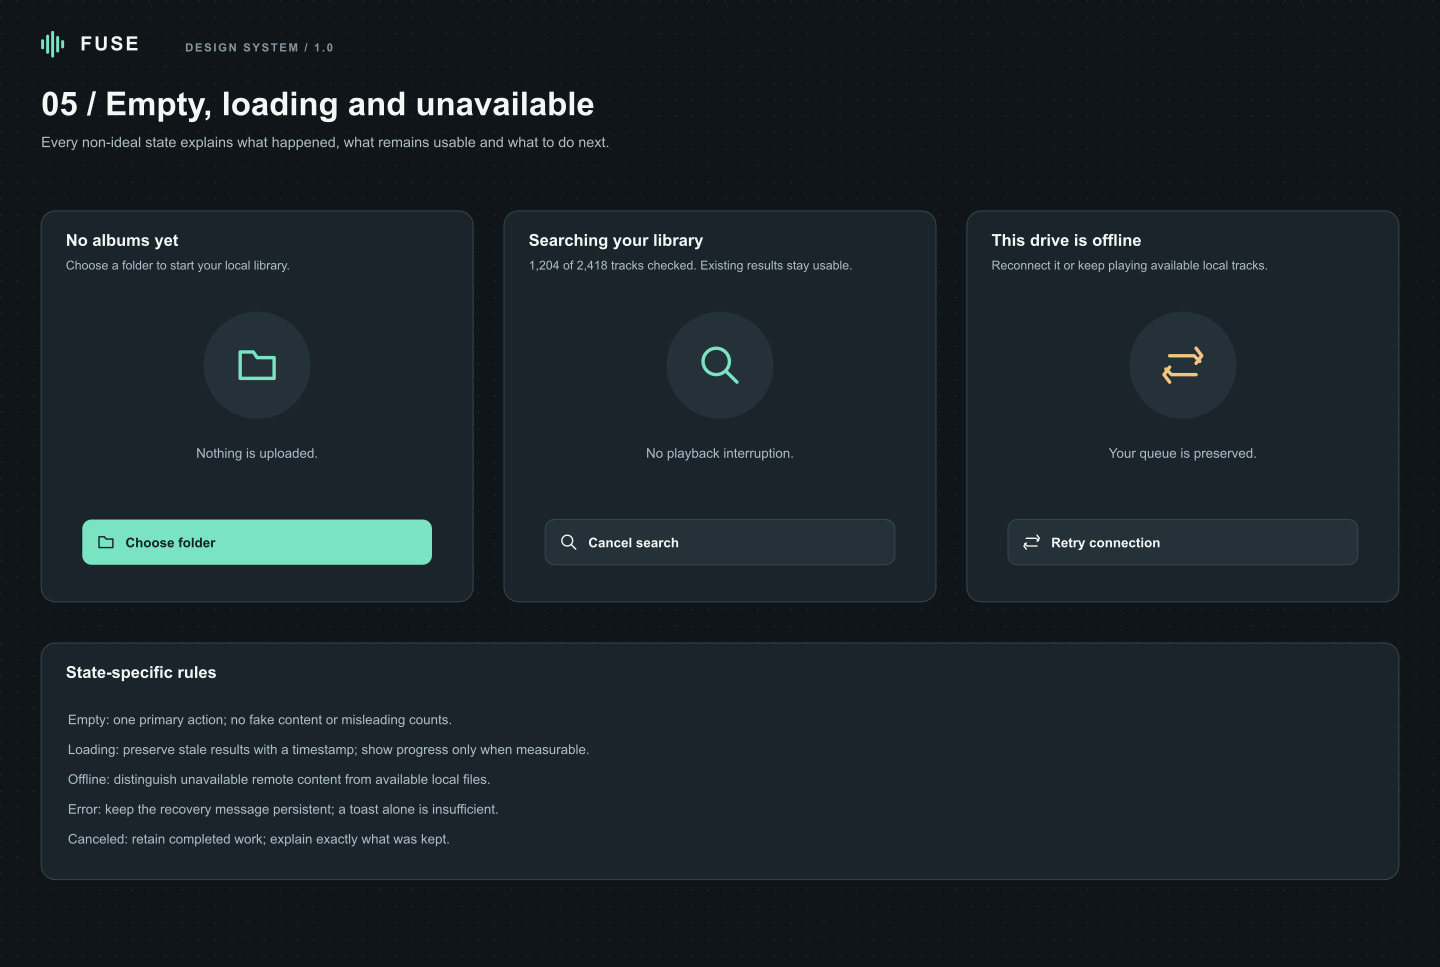 FUSE
DESIGN SYSTEM / 1.0
05 / Empty, loading and unavailable
Every non-ideal state explains what happened, what remains usable and what to do next.
No albums yet
Choose a folder to start your local library.
Nothing is uploaded.
Choose folder
Searching your library
1,204 of 2,418 tracks checked. Existing results stay usable.
No playback interruption.
Cancel search
This drive is offline
Reconnect it or keep playing available local tracks.
Your queue is preserved.
Retry connection
State-specific rules
Empty: one primary action; no fake content or misleading counts.
Loading: preserve stale results with a timestamp; show progress only when measurable.
Offline: distinguish unavailable remote content from available local files.
Error: keep the recovery message persistent; a toast alone is insufficient.
Canceled: retain completed work; explain exactly what was kept.